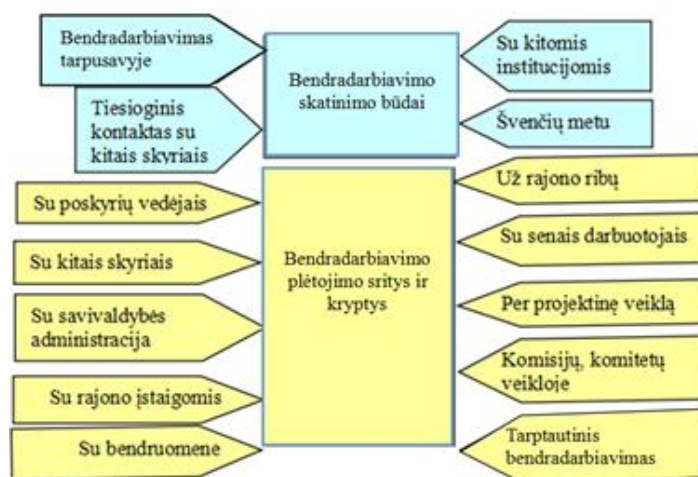 Bendradarbiavimas
tarpusavyje
Tiesioginis
kontaktas su
kitais skyriais
Bendradarbiavimo
skatinimo būdai
Su kitomis
institucijomis
Švenčių metu
Su poskyrių vedėjais
Su kitais skyriais
Su savivaldybės
administracija
Su rajono įstaigomis
Su bendruomene
Bendradarbiavimo
plėtojimo sritys ir
kryptys
Už rajono ribų
Su senais darbuotojais
Per projektinę veiklą
Komisijų, komitetų
veikloje
Tarptautinis
bendradarbiavimas